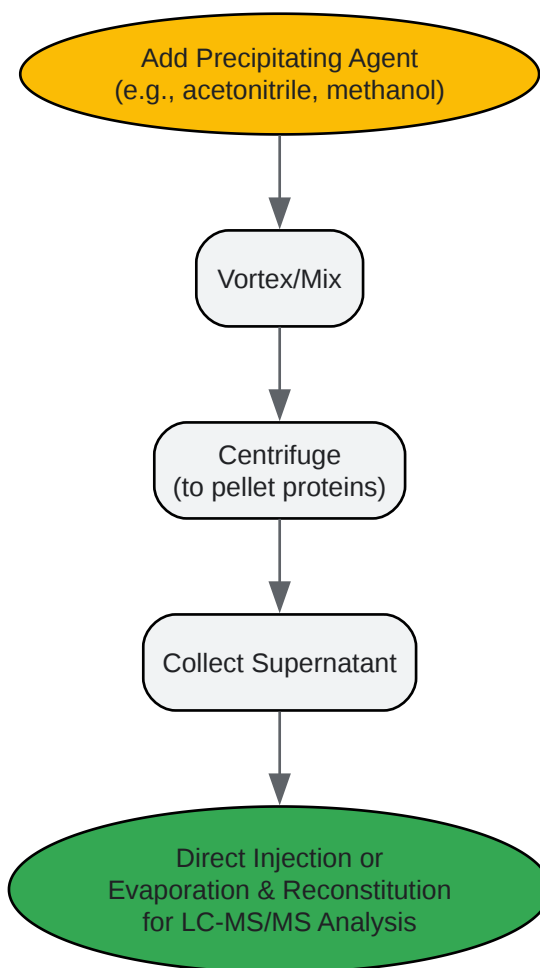 Add Precipitating Agent
(e.g., acetonitrile, methanol)
Vortex/Mix
Centrifuge
(to pellet proteins)
Collect Supernatant
Direct Injection or
Evaporation & Reconstitution
for LC-MS/MS Analysis